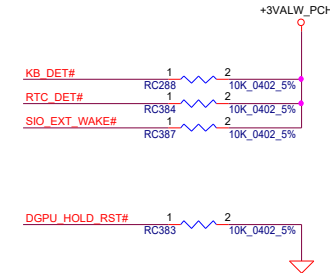 +3VALW_PCH
KB_DET# 1 2
RC288 10K_0402_5%
RTC_DET# 1 2
RC384 10K_0402_5%
SIO_EXT_WAKE# 1 2
RC387 10K_0402_5%
DGPU_HOLD_RST# 1 2
RC383 10K_0402_5%